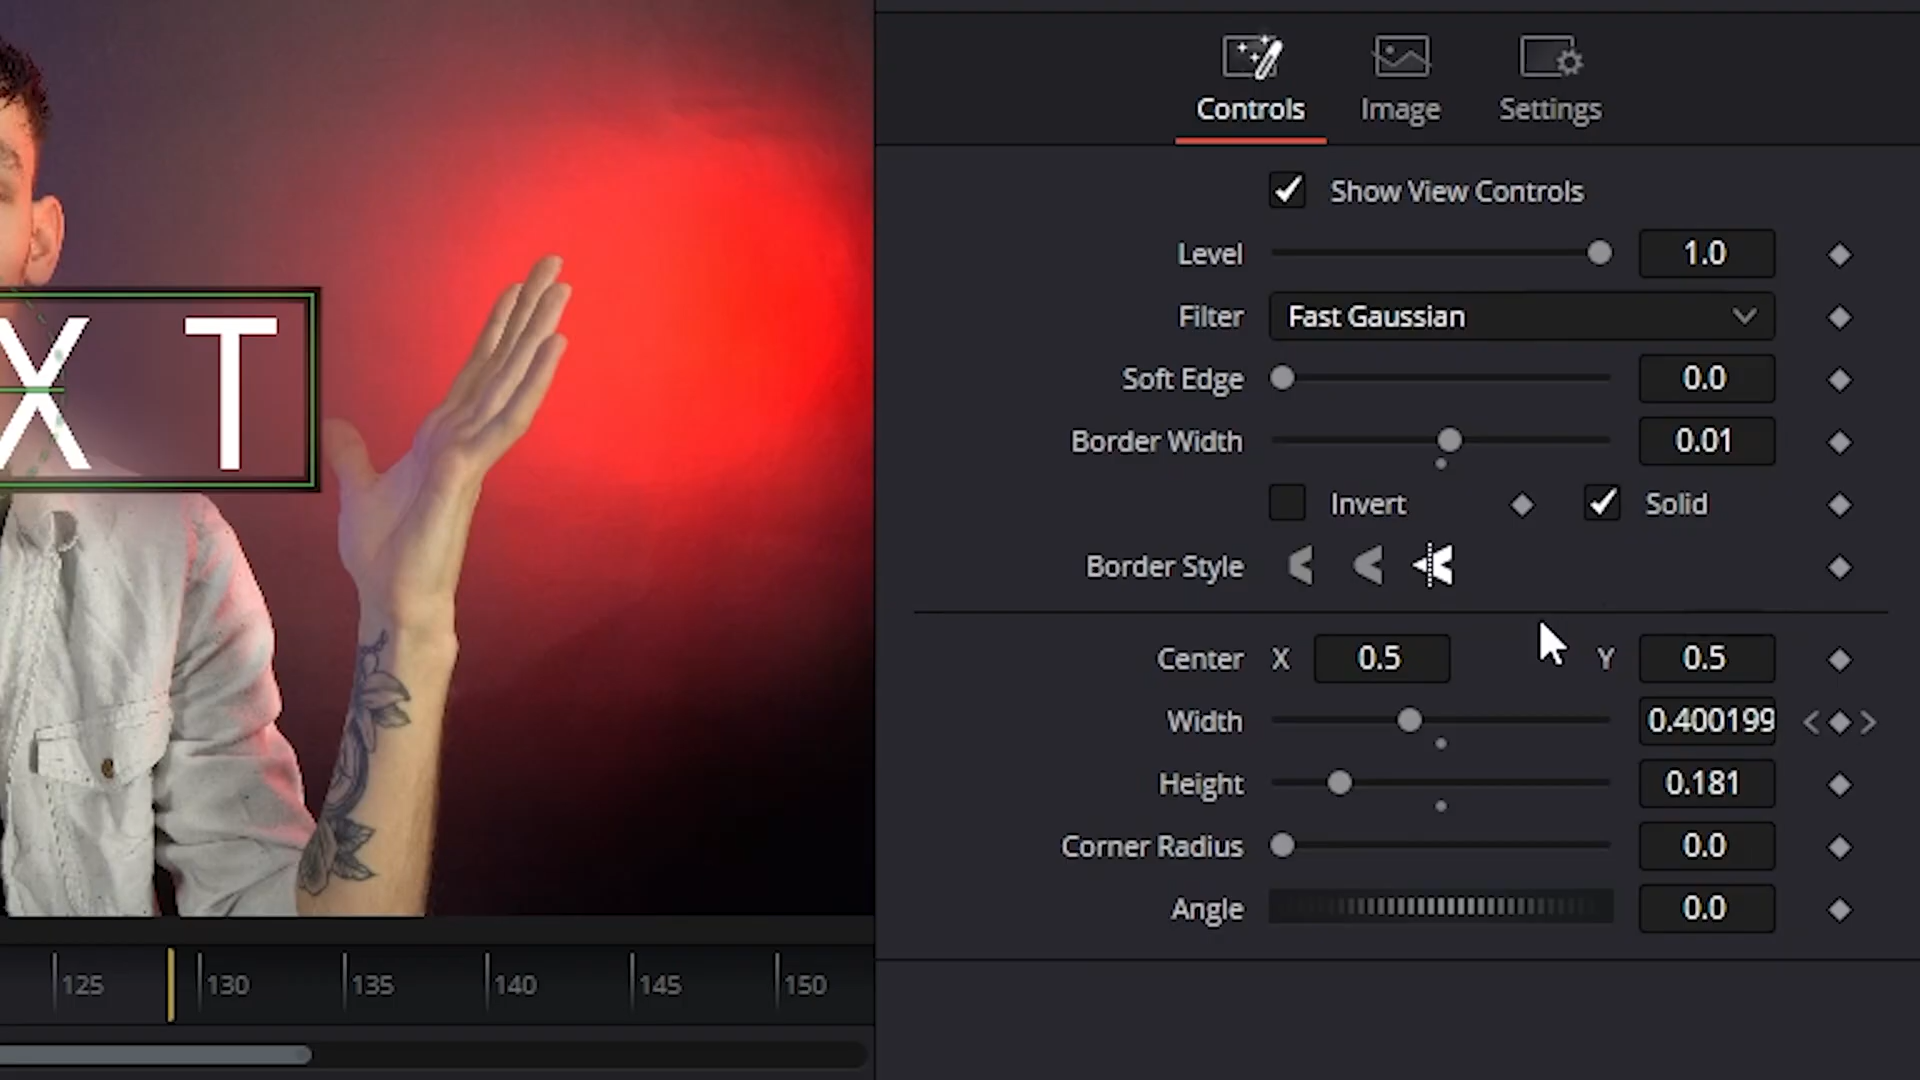 X T
Controls Image Settings
Show View Controls
Level 1.0
Filter Fast Gaussian
Soft Edge 0.0
Border Width 0.01
Invert Solid
Border Style
Center X 0.5 Y 0.5
Width 0.400199
Height 0.181
Corner Radius 0.0
Angle 0.0
125 130 135 140 145 150